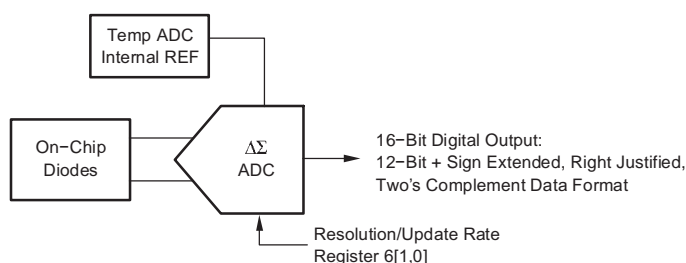 Temp ADC
Internal REF
On−Chip
Diodes
ΔΣ
ADC
16−Bit Digital Output:
12−Bit + Sign Extended, Right Justified,
Two's Complement Data Format
Resolution/Update Rate
Register 6[1,0]